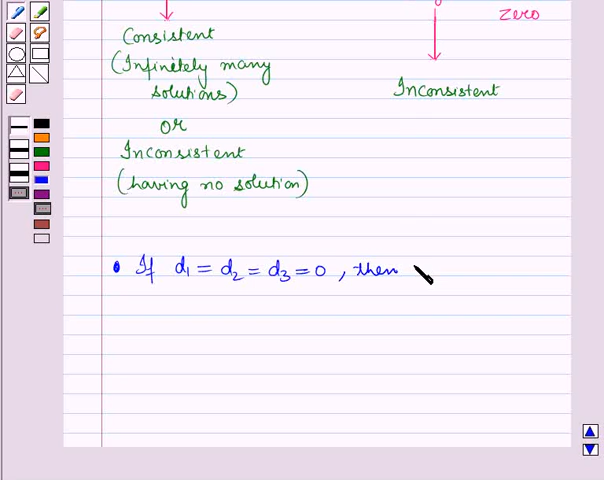 zero
Consistent
(Infinitely many
solutions)
or
Inconsistent
(having no solution)
Inconsistent
• If d₁ = d₂ = d₃ = 0, then